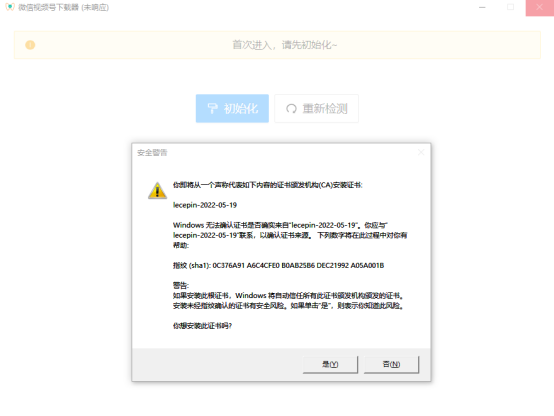 微信视频号下载器 (未响应)
首次进入，请先初始化~
初始化
重新检测
安全警告
你即将从一个声称代表如下内容的证书颁发机构(CA)安装证书:
lecepin-2022-05-19
Windows 无法确认证书是否确实来自"lecepin-2022-05-19"。你应与"
lecepin-2022-05-19"联系，以确认证书来源。 下列数字将在此过程中对你有
帮助:
指纹 (sha1): 0C376A91 A6C4CFE0 B0AB25B6 DEC21992 A05A001B
警告:
如果安装此根证书，Windows 将自动信任所有此证书颁发机构颁发的证书。
安装未经指纹确认的证书有安全风险。如果单击"是"，则表示你知道此风险。
你想安装此证书吗?
是(Y)
否(N)